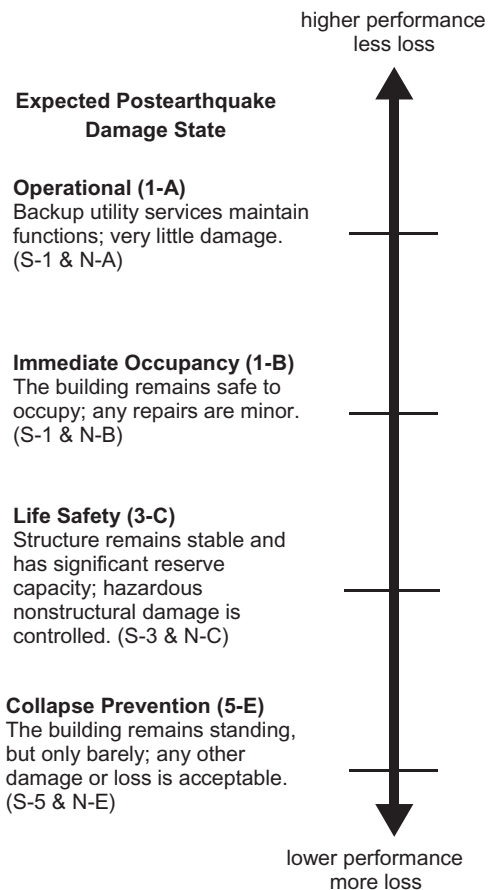 higher performance
less loss
Expected Postearthquake
Damage State
Operational (1-A)
Backup utility services maintain
functions; very little damage.
(S-1 & N-A)
Immediate Occupancy (1-B)
The building remains safe to
occupy; any repairs are minor.
(S-1 & N-B)
Life Safety (3-C)
Structure remains stable and
has significant reserve
capacity; hazardous
nonstructural damage is
controlled. (S-3 & N-C)
Collapse Prevention (5-E)
The building remains standing,
but only barely; any other
damage or loss is acceptable.
(S-5 & N-E)
lower performance
more loss